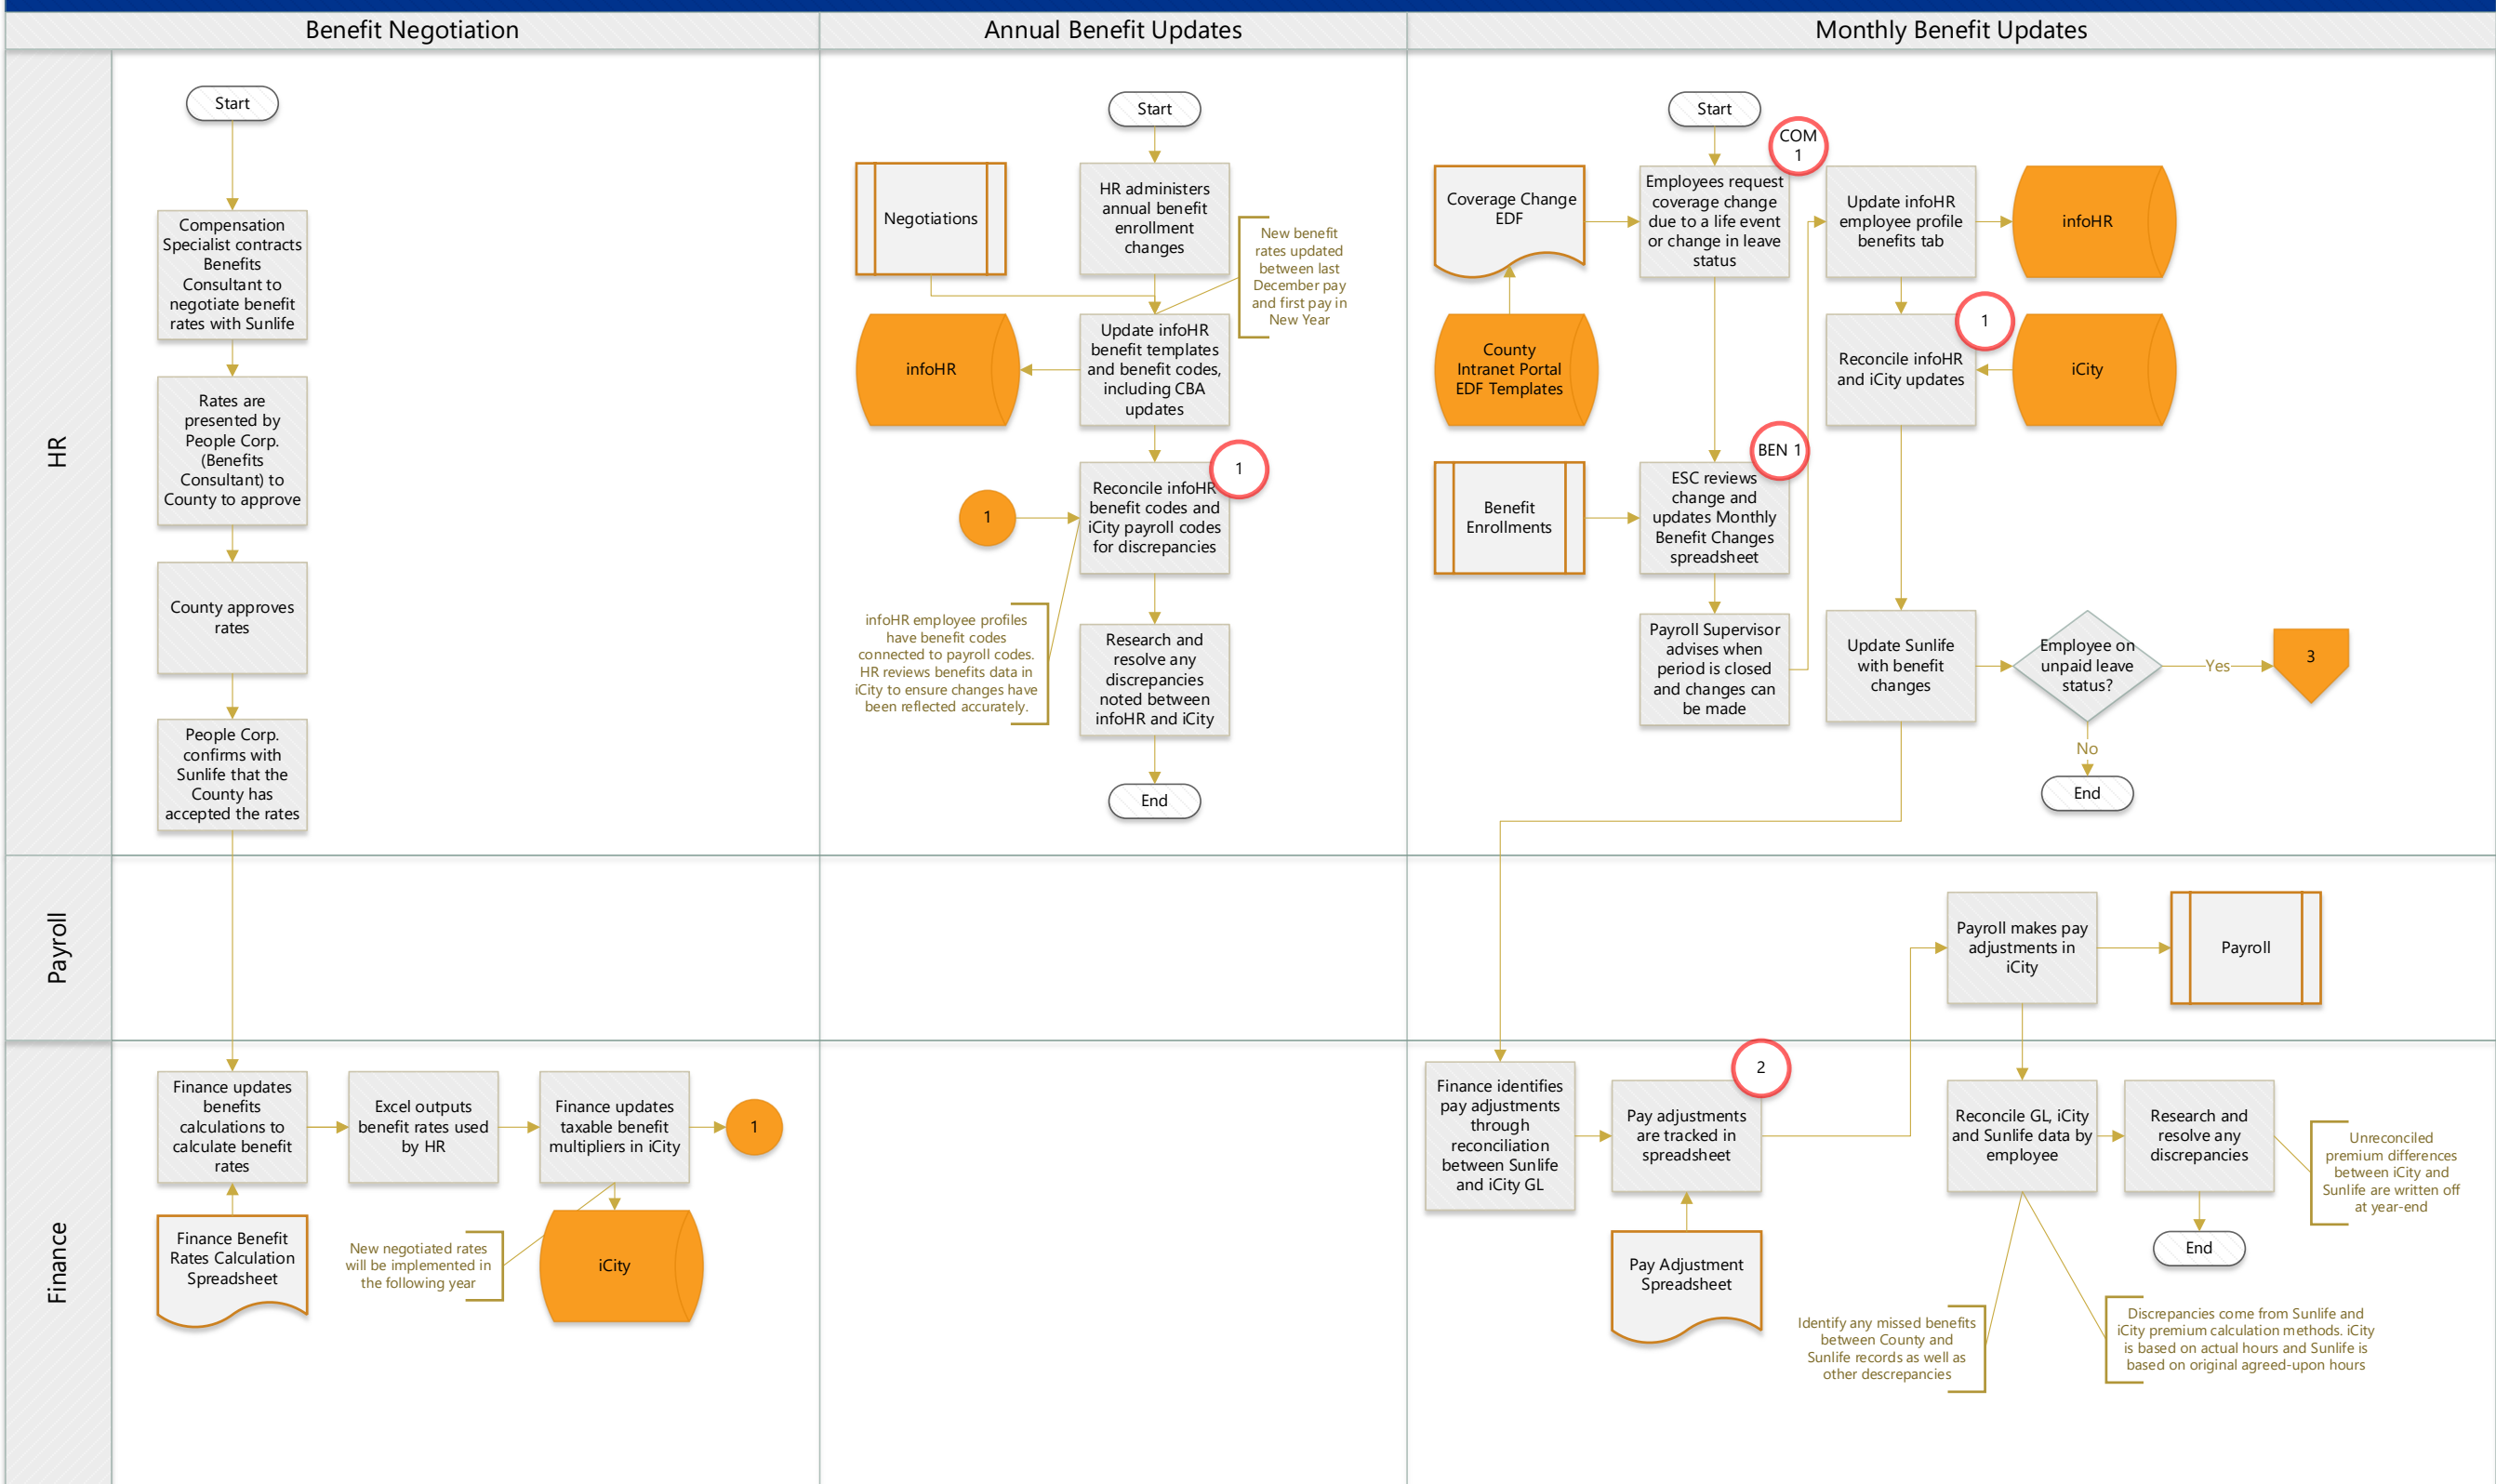 Benefit Negotiation
Annual Benefit Updates
Monthly Benefit Updates
HR
Start
Compensation
Specialist contracts
Benefits
Consultant to
negotiate benefit
rates with Sunlife
Rates are
presented by
People Corp.
(Benefits
Consultant) to
County to approve
County approves
rates
People Corp.
confirms with
Sunlife that the
County has
accepted the rates
Start
Negotiations
HR administers
annual benefit
enrollment
changes
New benefit
rates updated
between last
December pay
and first pay in
New Year
infoHR
Update infoHR
benefit templates
and benefit codes,
including CBA
updates
1
1
Reconcile infoHR
benefit codes and
iCity payroll codes
for discrepancies
infoHR employee profiles
have benefit codes
connected to payroll codes.
HR reviews benefits data in
iCity to ensure changes have
been reflected accurately.
Research and
resolve any
discrepancies
noted between
infoHR and iCity
End
Start
COM
1
Coverage Change
EDF
Employees request
coverage change
due to a life event
or change in leave
status
Update infoHR
employee profile
benefits tab
infoHR
County
Intranet Portal
EDF Templates
1
Reconcile infoHR
and iCity updates
iCity
BEN 1
Benefit
Enrollments
ESC reviews
change and
updates Monthly
Benefit Changes
spreadsheet
Payroll Supervisor
advises when
period is closed
and changes can
be made
Update Sunlife
with benefit
changes
Employee on
unpaid leave
status?
Yes
3
No
End
Payroll
Payroll makes pay
adjustments in
iCity
Payroll
Finance
Finance updates
benefits
calculations to
calculate benefit
rates
Excel outputs
benefit rates used
by HR
Finance updates
taxable benefit
multipliers in iCity
1
Finance Benefit
Rates Calculation
Spreadsheet
New negotiated rates
will be implemented in
the following year
iCity
Finance identifies
pay adjustments
through
reconciliation
between Sunlife
and iCity GL
2
Pay adjustments
are tracked in
spreadsheet
Pay Adjustment
Spreadsheet
Reconcile GL, iCity
and Sunlife data by
employee
Research and
resolve any
discrepancies
Unreconciled
premium differences
between iCity and
Sunlife are written off
at year-end
End
Identify any missed benefits
between County and
Sunlife records as well as
other descrepancies
Discrepancies come from Sunlife and
iCity premium calculation methods. iCity
is based on actual hours and Sunlife is
based on original agreed-upon hours